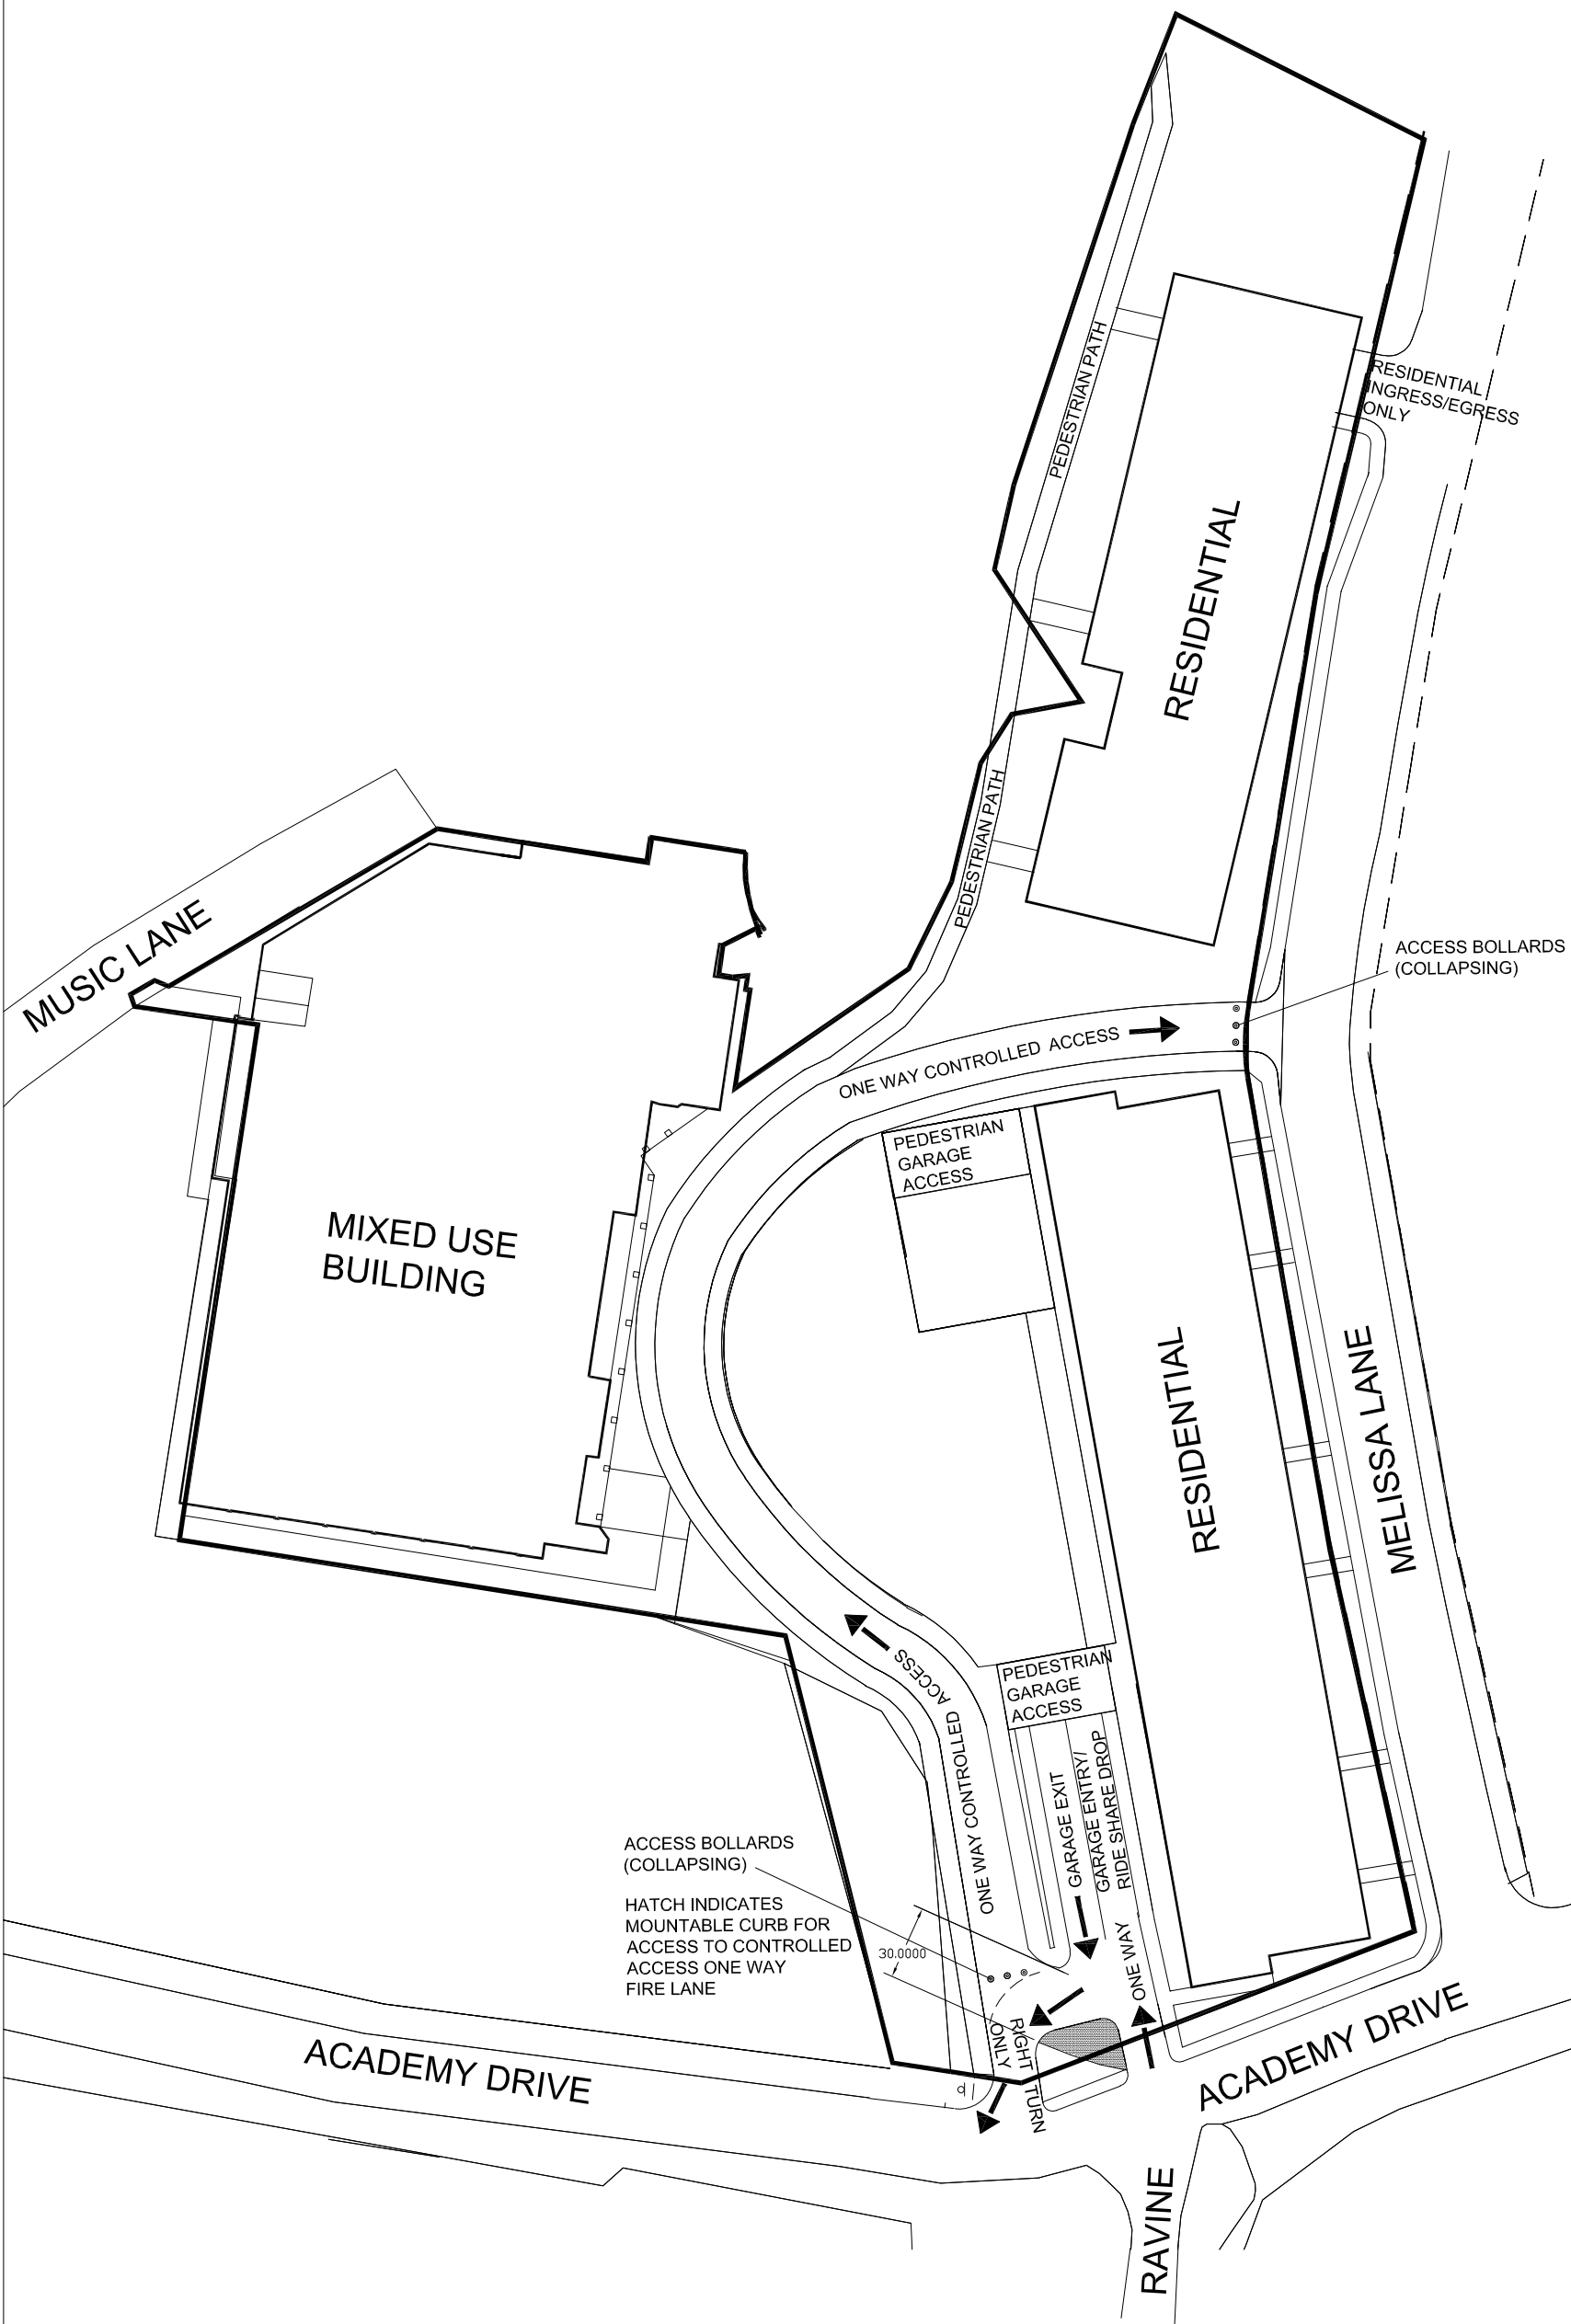 PEDESTRIAN PATH
RESIDENTIAL
INGRESS/EGRESS
ONLY
RESIDENTIAL
PEDESTRIAN PATH
MUSIC LANE
ACCESS BOLLARDS
(COLLAPSING)
ONE WAY CONTROLLED ACCESS
PEDESTRIAN
GARAGE
ACCESS
MIXED USE
BUILDING
RESIDENTIAL
MELISSA LANE
PEDESTRIAN
GARAGE
ACCESS
ONE WAY CONTROLLED ACCESS
GARAGE EXIT
GARAGE ENTRY/
RIDE SHARE DROP
ONE WAY
ACCESS BOLLARDS
(COLLAPSING)
HATCH INDICATES
MOUNTABLE CURB FOR
ACCESS TO CONTROLLED
ACCESS ONE WAY
FIRE LANE
30.0000
RIGHT TURN
ONLY
ACADEMY DRIVE
ACADEMY DRIVE
RAVINE